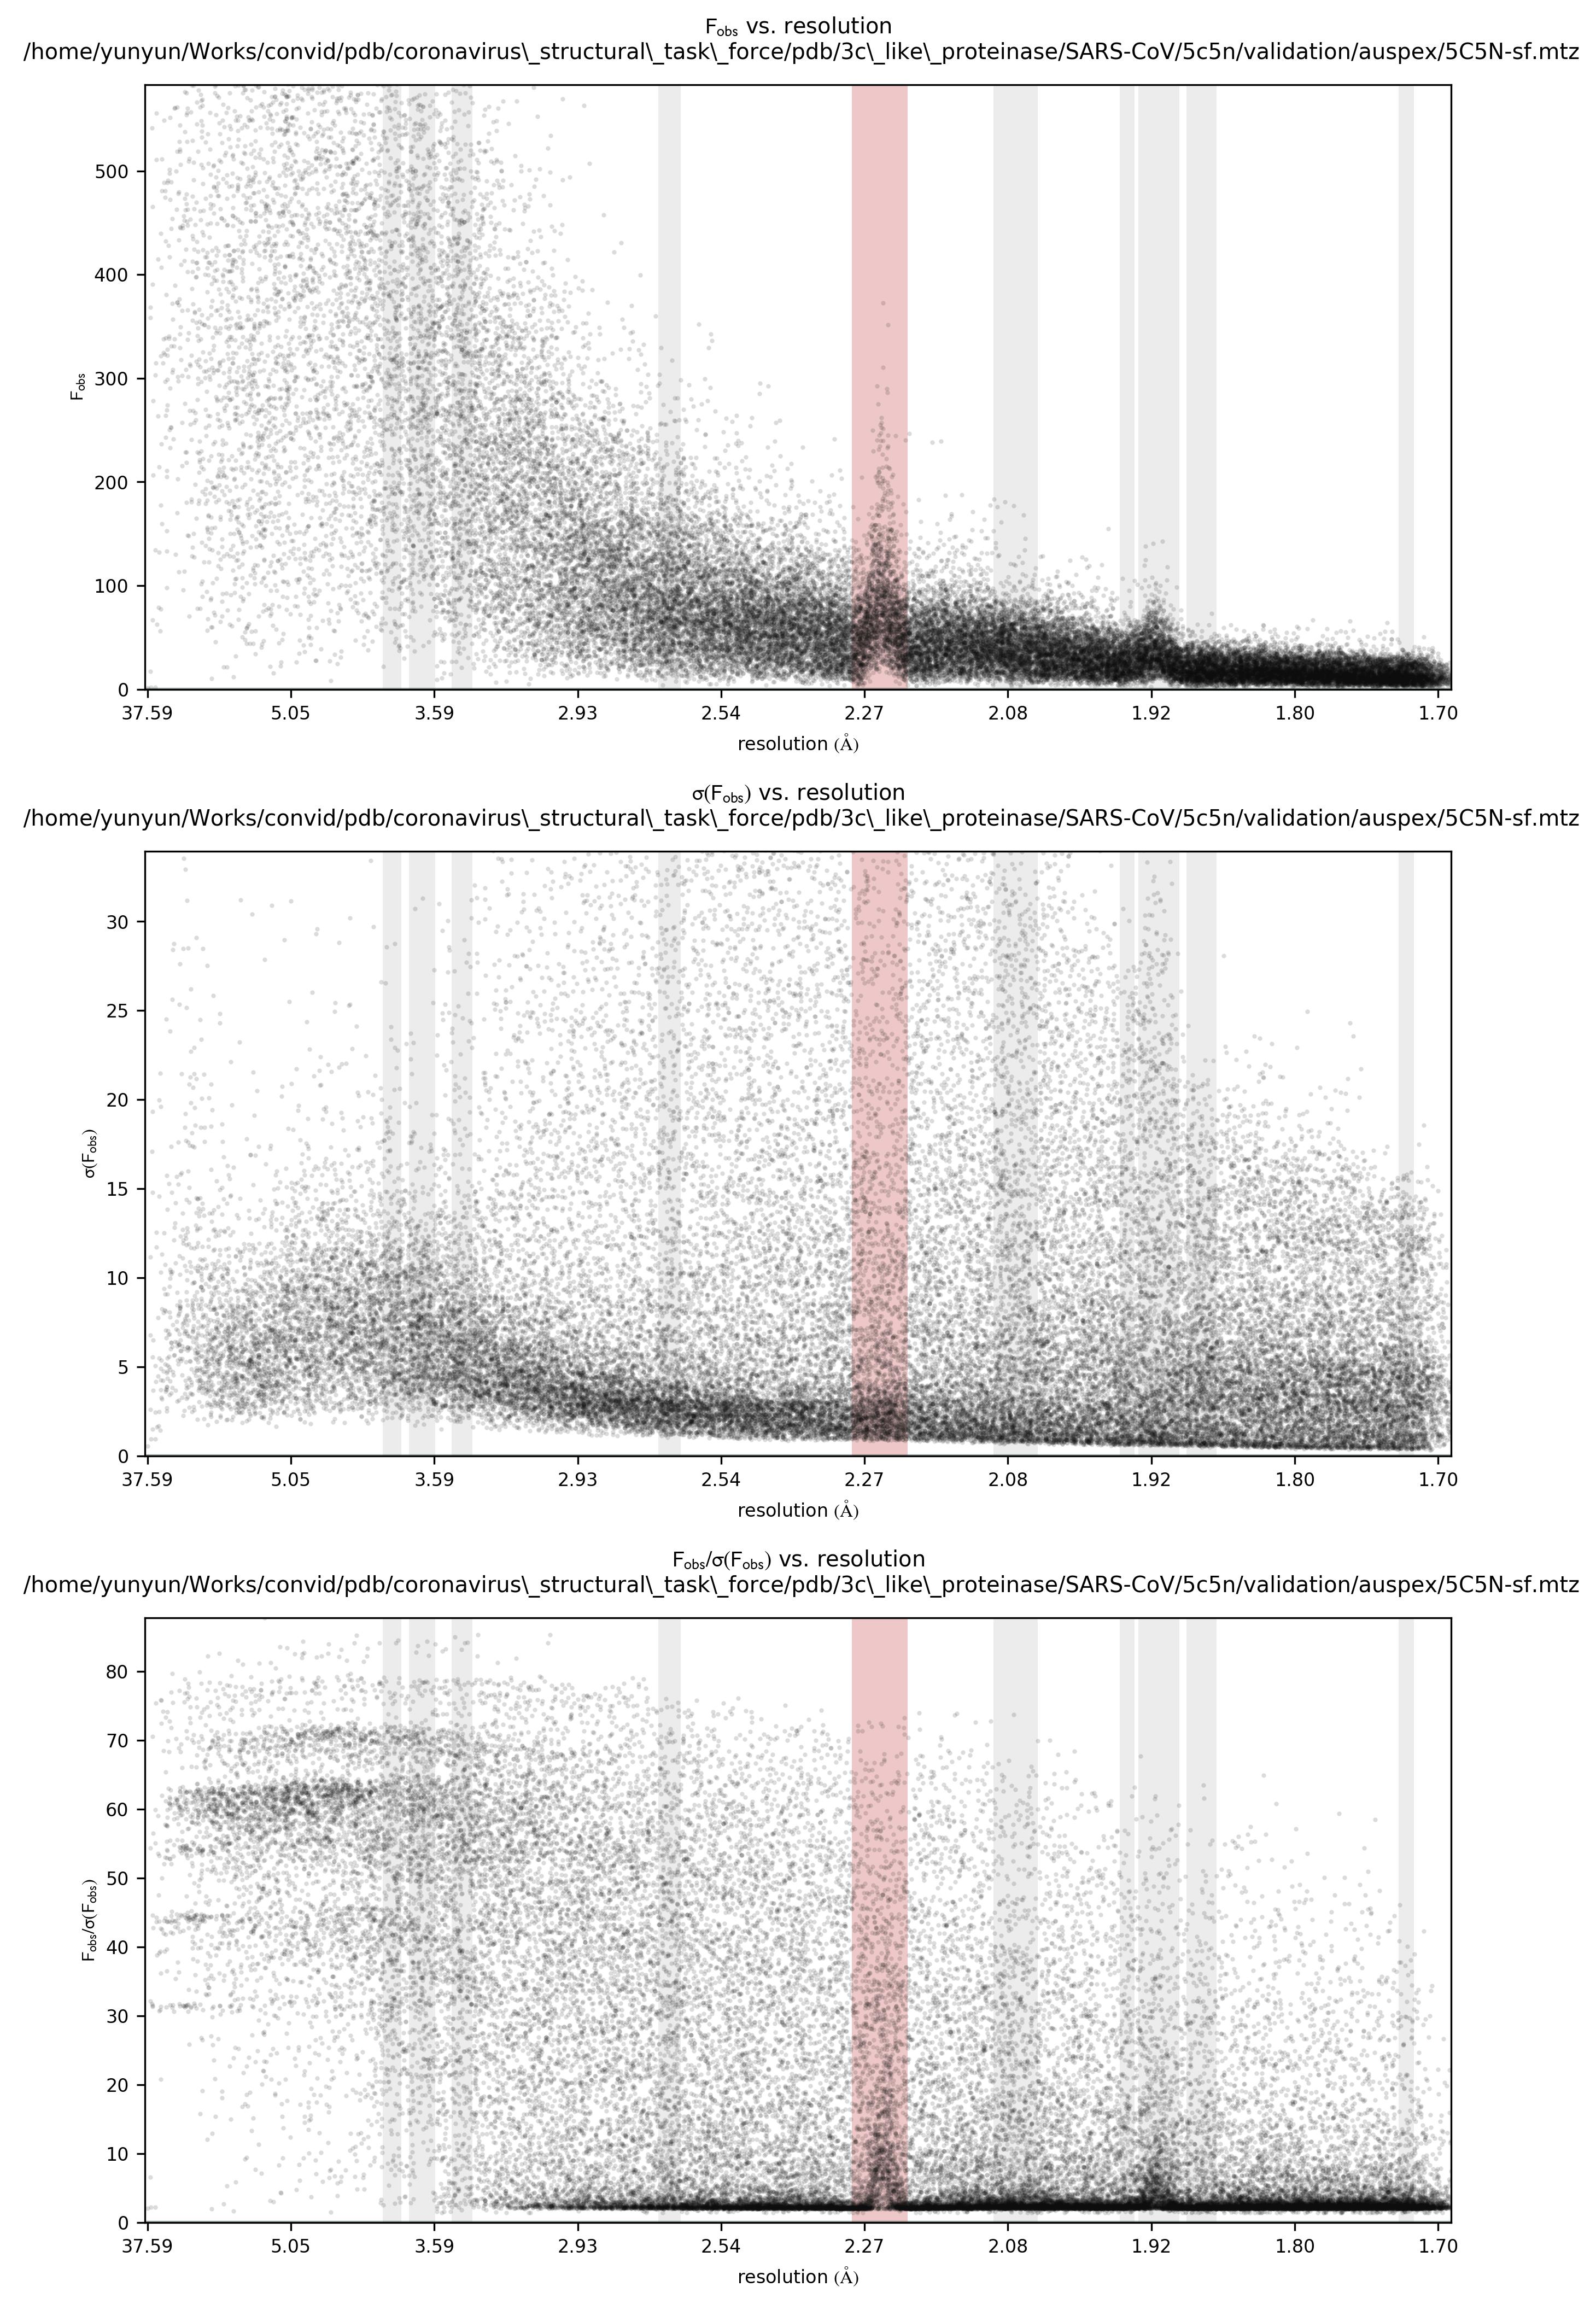 Fobs vs. resolution
/home/yunyun/Works/convid/pdb/coronavirus\_structural\_task\_force/pdb/3c\_like\_proteinase/SARS-CoV/5c5n/validation/auspex/5C5N-sf.mtz
500
400
300
200
100
0
Fobs
37.59 5.05 3.59 2.93 2.54 2.27 2.08 1.92 1.80 1.70
resolution (Å)
σ(Fobs) vs. resolution
/home/yunyun/Works/convid/pdb/coronavirus\_structural\_task\_force/pdb/3c\_like\_proteinase/SARS-CoV/5c5n/validation/auspex/5C5N-sf.mtz
30
25
20
15
10
5
0
σ(Fobs)
37.59 5.05 3.59 2.93 2.54 2.27 2.08 1.92 1.80 1.70
resolution (Å)
Fobs/σ(Fobs) vs. resolution
/home/yunyun/Works/convid/pdb/coronavirus\_structural\_task\_force/pdb/3c\_like\_proteinase/SARS-CoV/5c5n/validation/auspex/5C5N-sf.mtz
80
70
60
50
40
30
20
10
0
Fobs/σ(Fobs)
37.59 5.05 3.59 2.93 2.54 2.27 2.08 1.92 1.80 1.70
resolution (Å)